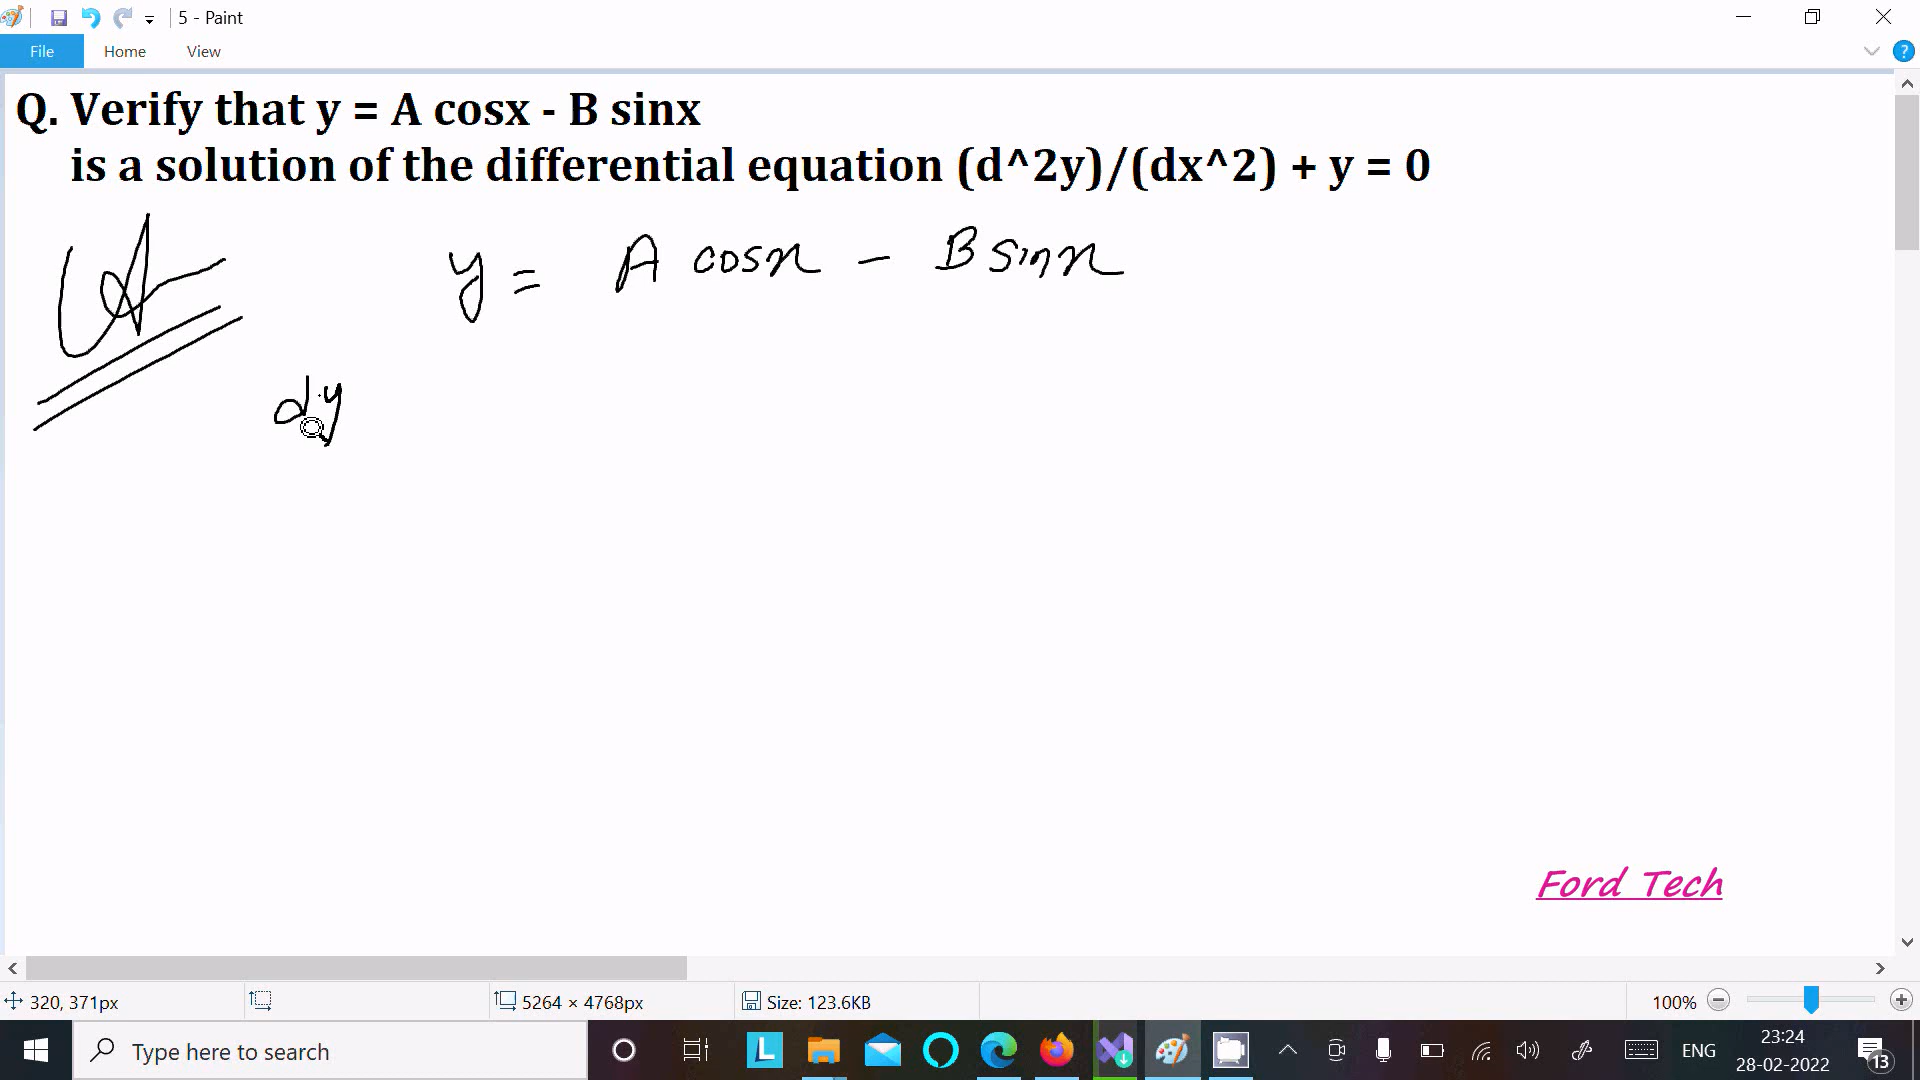 5 - Paint
File Home View
Q. Verify that y = A cosx - B sinx
is a solution of the differential equation (d^2y)/(dx^2) + y = 0
y = A cosx - B sinx
dy
Ford Tech
320, 371px 5264 × 4768px Size: 123.6KB 100%
Type here to search
L
ENG
23:24
28-02-2022
13